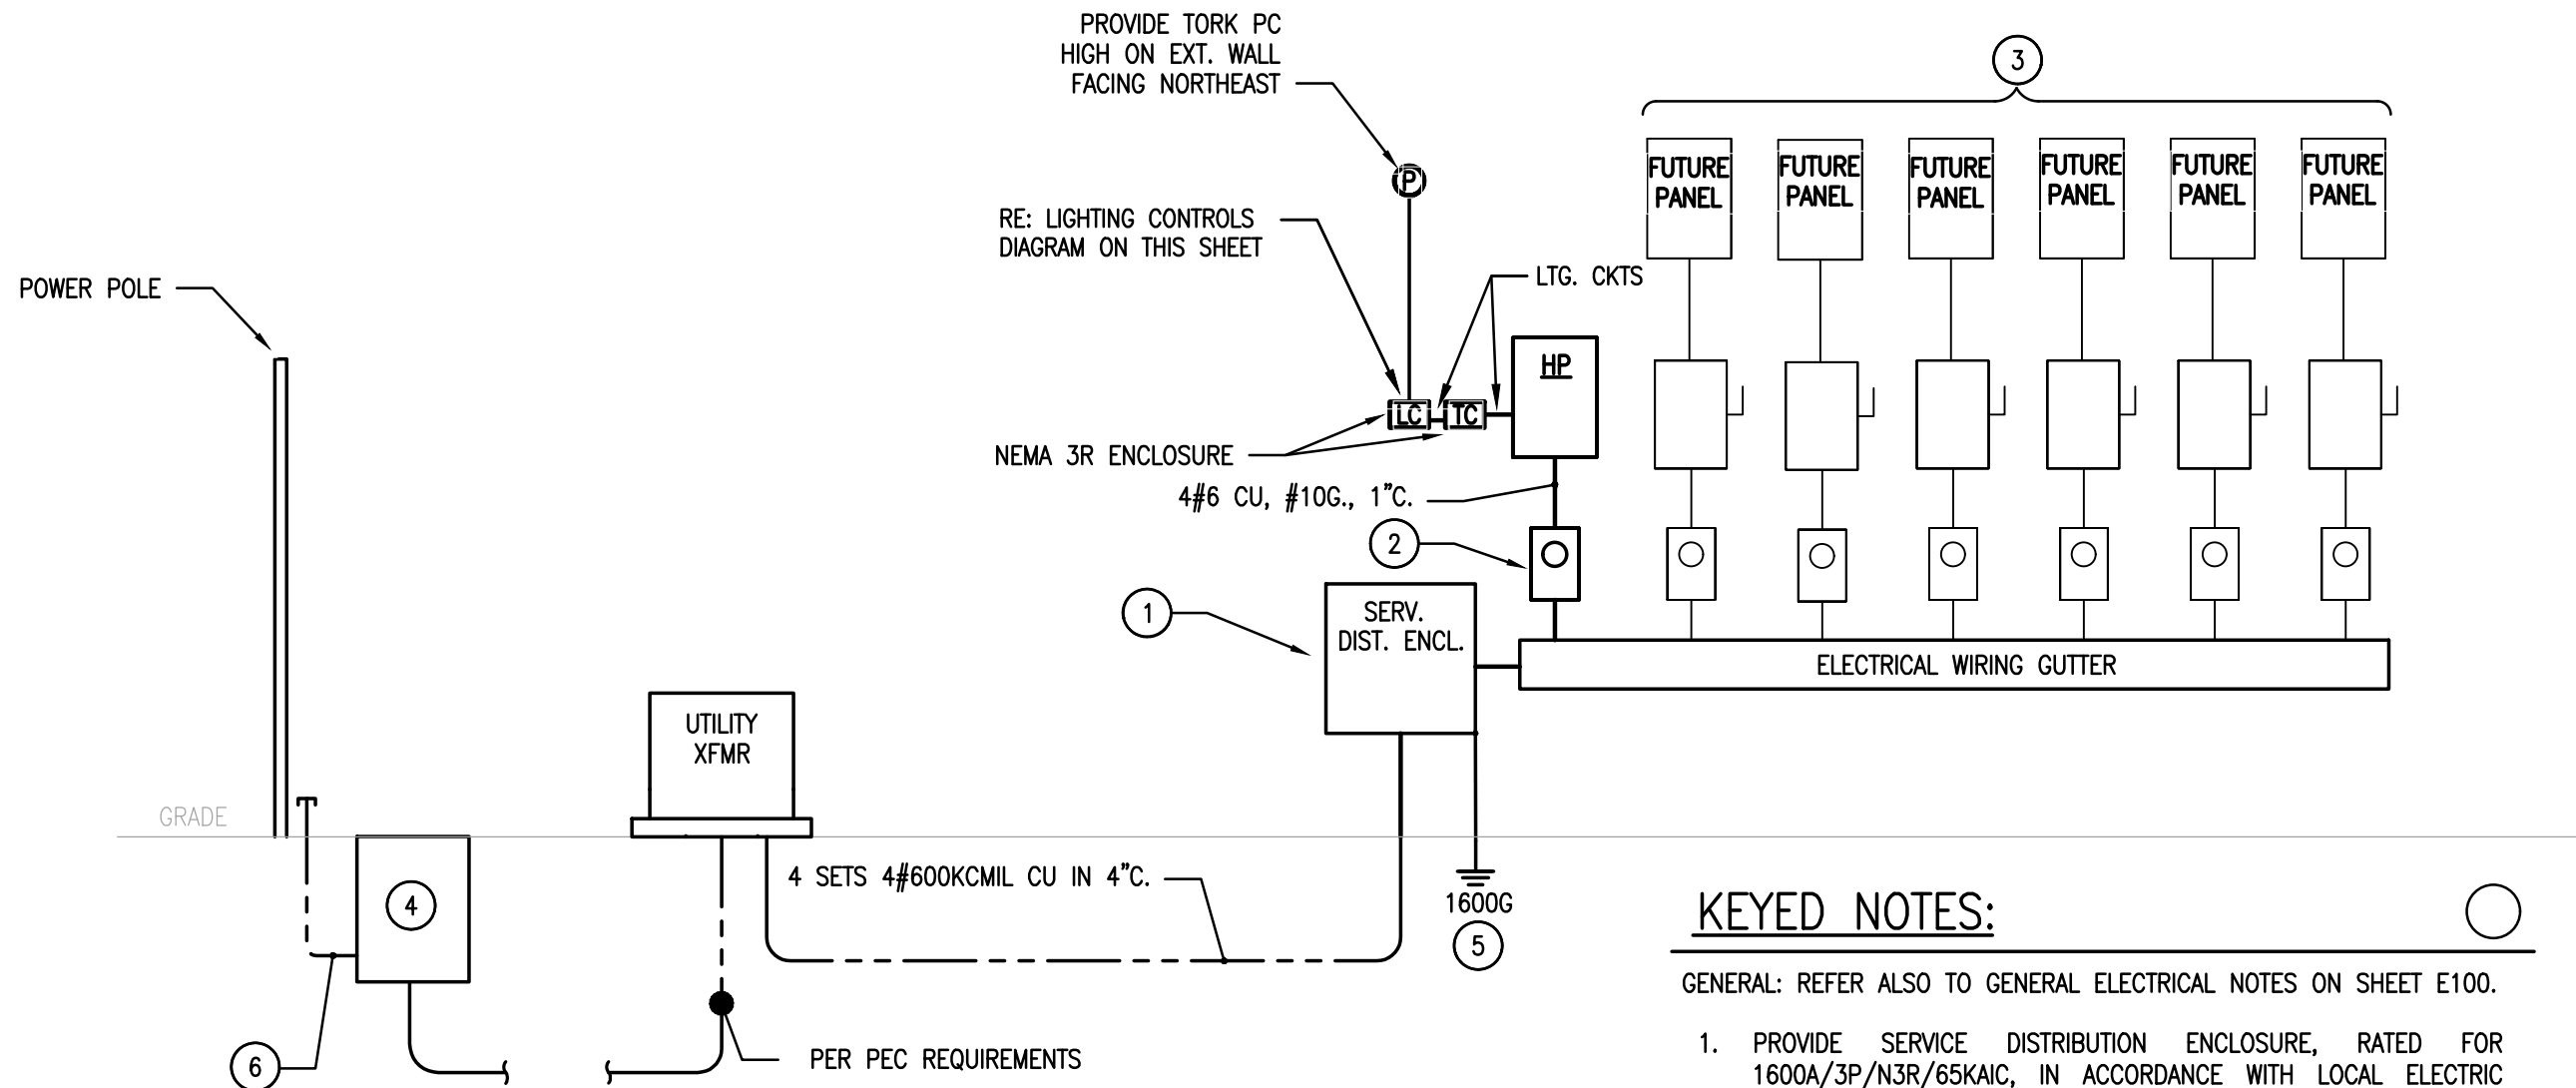 PROVIDE TORK PC
HIGH ON EXT. WALL
FACING NORTHEAST
3
FUTURE
PANEL
FUTURE
PANEL
FUTURE
PANEL
FUTURE
PANEL
FUTURE
PANEL
FUTURE
PANEL
P
RE: LIGHTING CONTROLS
DIAGRAM ON THIS SHEET
LTG. CKTS
POWER POLE
HP
LC
TC
NEMA 3R ENCLOSURE
4#6 CU, #10G., 1"C.
2
1
SERV.
DIST. ENCL.
ELECTRICAL WIRING GUTTER
UTILITY
XFMR
GRADE
4 SETS 4#600KCMIL CU IN 4"C.
4
1600G
5
6
PER PEC REQUIREMENTS
KEYED NOTES:
GENERAL: REFER ALSO TO GENERAL ELECTRICAL NOTES ON SHEET E100.
1. PROVIDE SERVICE DISTRIBUTION ENCLOSURE, RATED FOR
1600A/3P/N3R/65KAIC, IN ACCORDANCE WITH LOCAL ELECTRIC